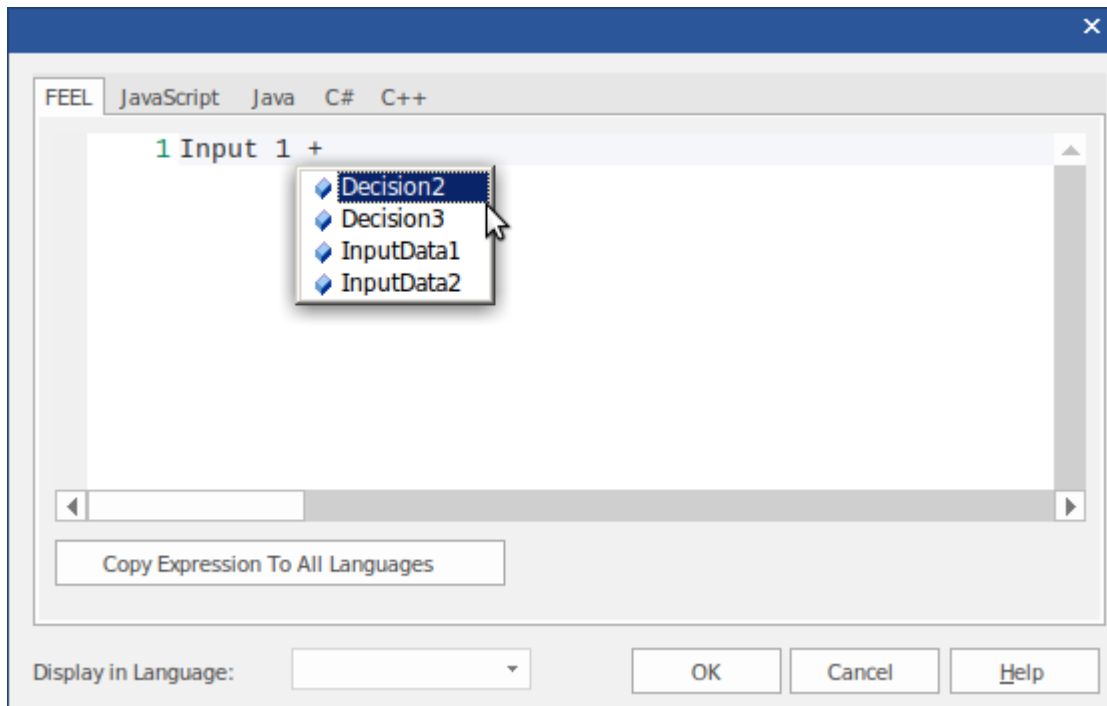 FEEL JavaScript Java C# C++
1 Input 1 +
Decision2
Decision3
InputData1
InputData2
Copy Expression To All Languages
Display in Language: OK Cancel Help